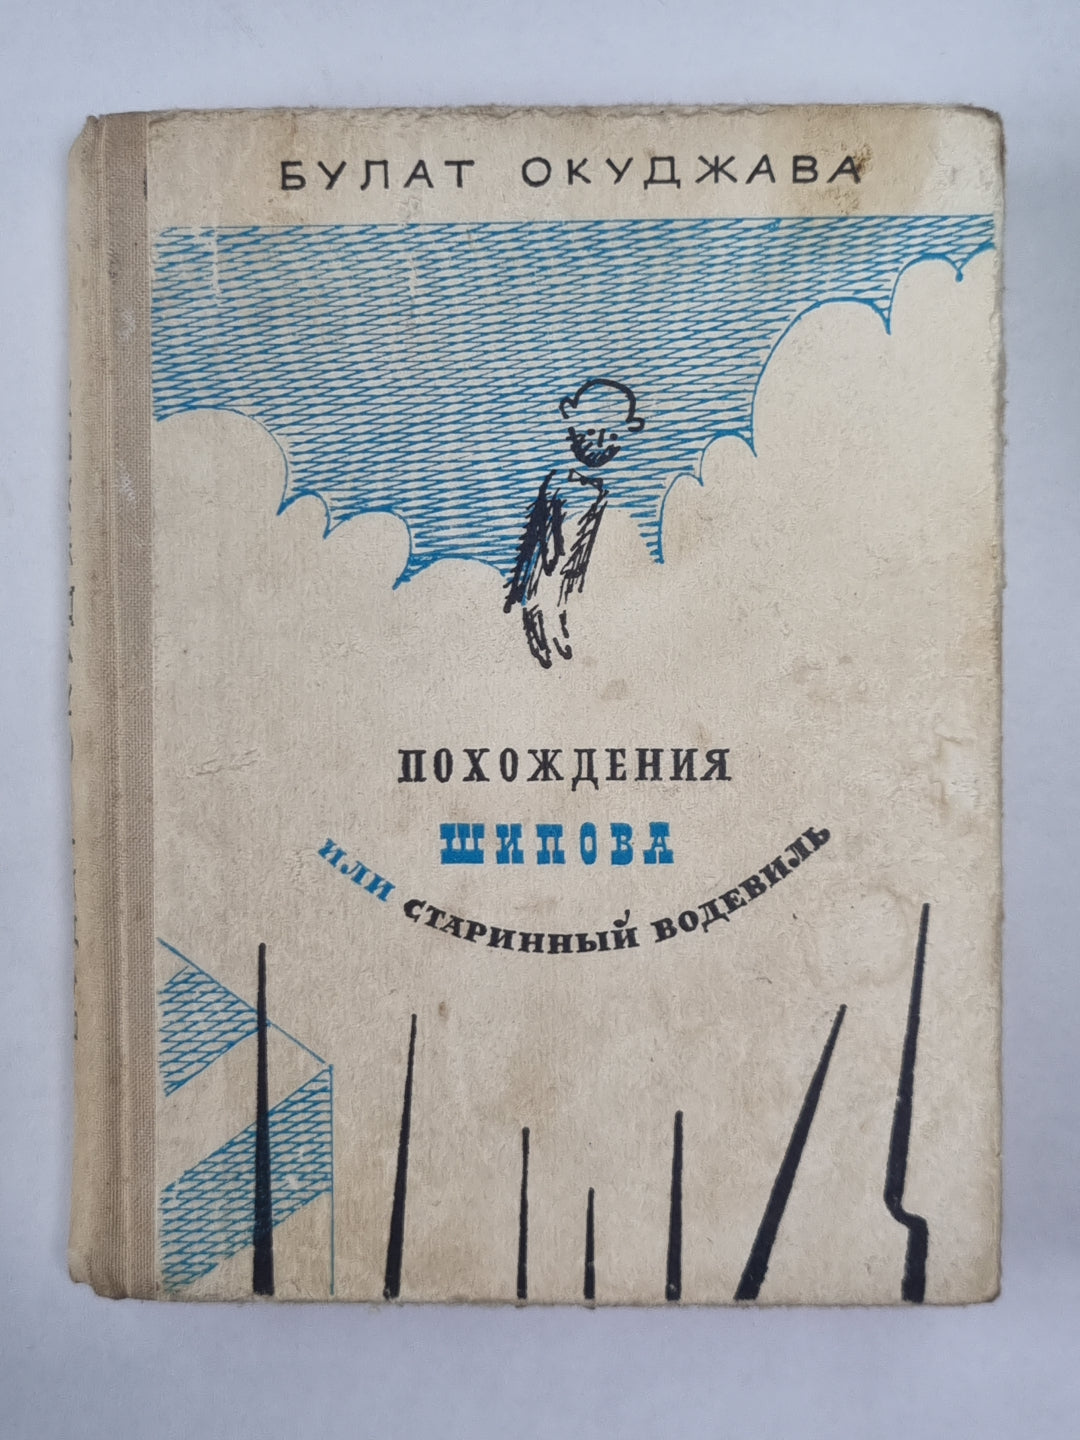 БУЛАТ ОКУДЖАВА
ПОХОЖДЕНИЯ
ШИПОВА
ИЛИ СТАРИННЫЙ ВОДЕВИЛЬ